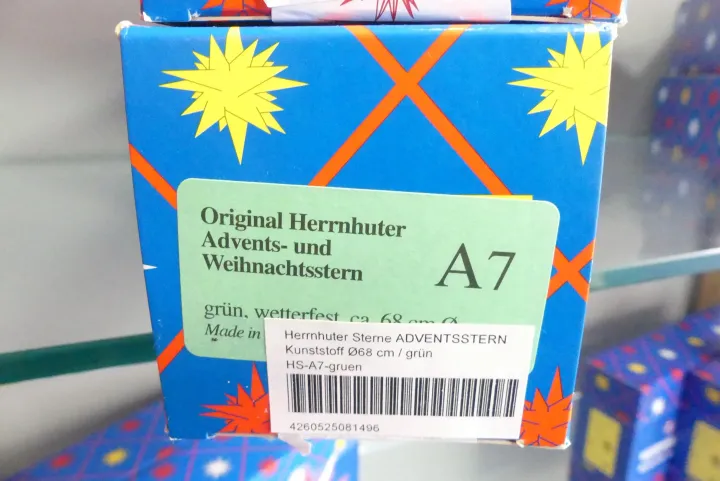 Original Herrnhuter
Advents- und
Weihnachtsstern
A7
grün, wetterfest, ca. 68 cm Ø
Made in
Herrnhuter Sterne ADVENTSSTERN
Kunststoff Ø68 cm / grün
HS-A7-gruen
4260525081496